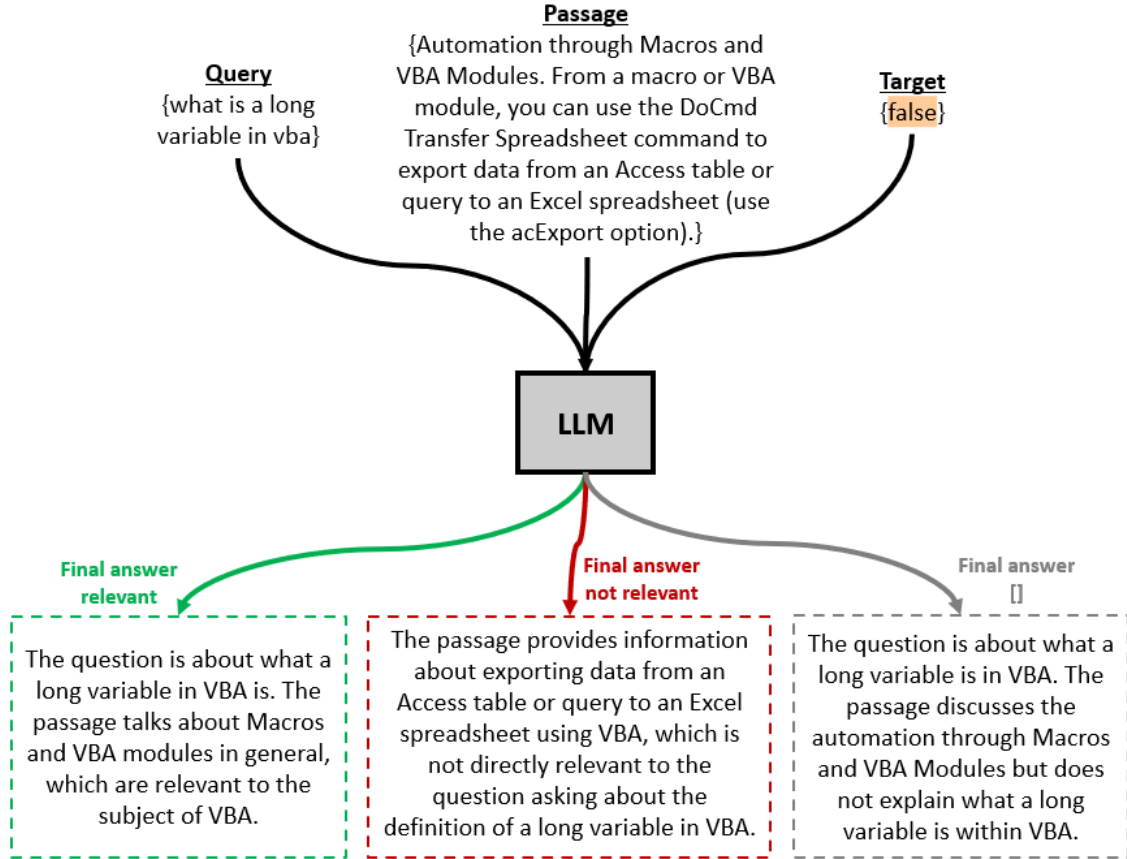 Passage
{Automation through Macros and
VBA Modules. From a macro or VBA
module, you can use the DoCmd
Transfer Spreadsheet command to
export data from an Access table or
query to an Excel spreadsheet (use
the acExport option).}
Query
{what is a long
variable in vba}
Target
{false}
LLM
Final answer
relevant
Final answer
not relevant
Final answer
[]
The question is about what a
long variable in VBA is. The
passage talks about Macros
and VBA modules in general,
which are relevant to the
subject of VBA.
The passage provides information
about exporting data from an
Access table or query to an Excel
spreadsheet using VBA, which is
not directly relevant to the
question asking about the
definition of a long variable in VBA.
The question is about what a
long variable is in VBA. The
passage discusses the
automation through Macros
and VBA Modules but does
not explain what a long
variable is within VBA.